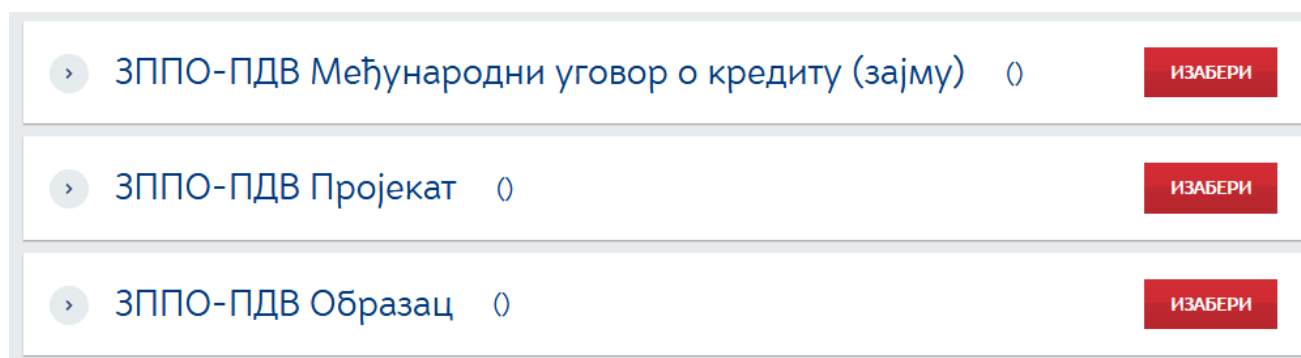 ЗППО-ПДВ Међународни уговор о кредиту (зајму) () ИЗАБЕРИ
ЗППО-ПДВ Пројекат () ИЗАБЕРИ
ЗППО-ПДВ Образац () ИЗАБЕРИ